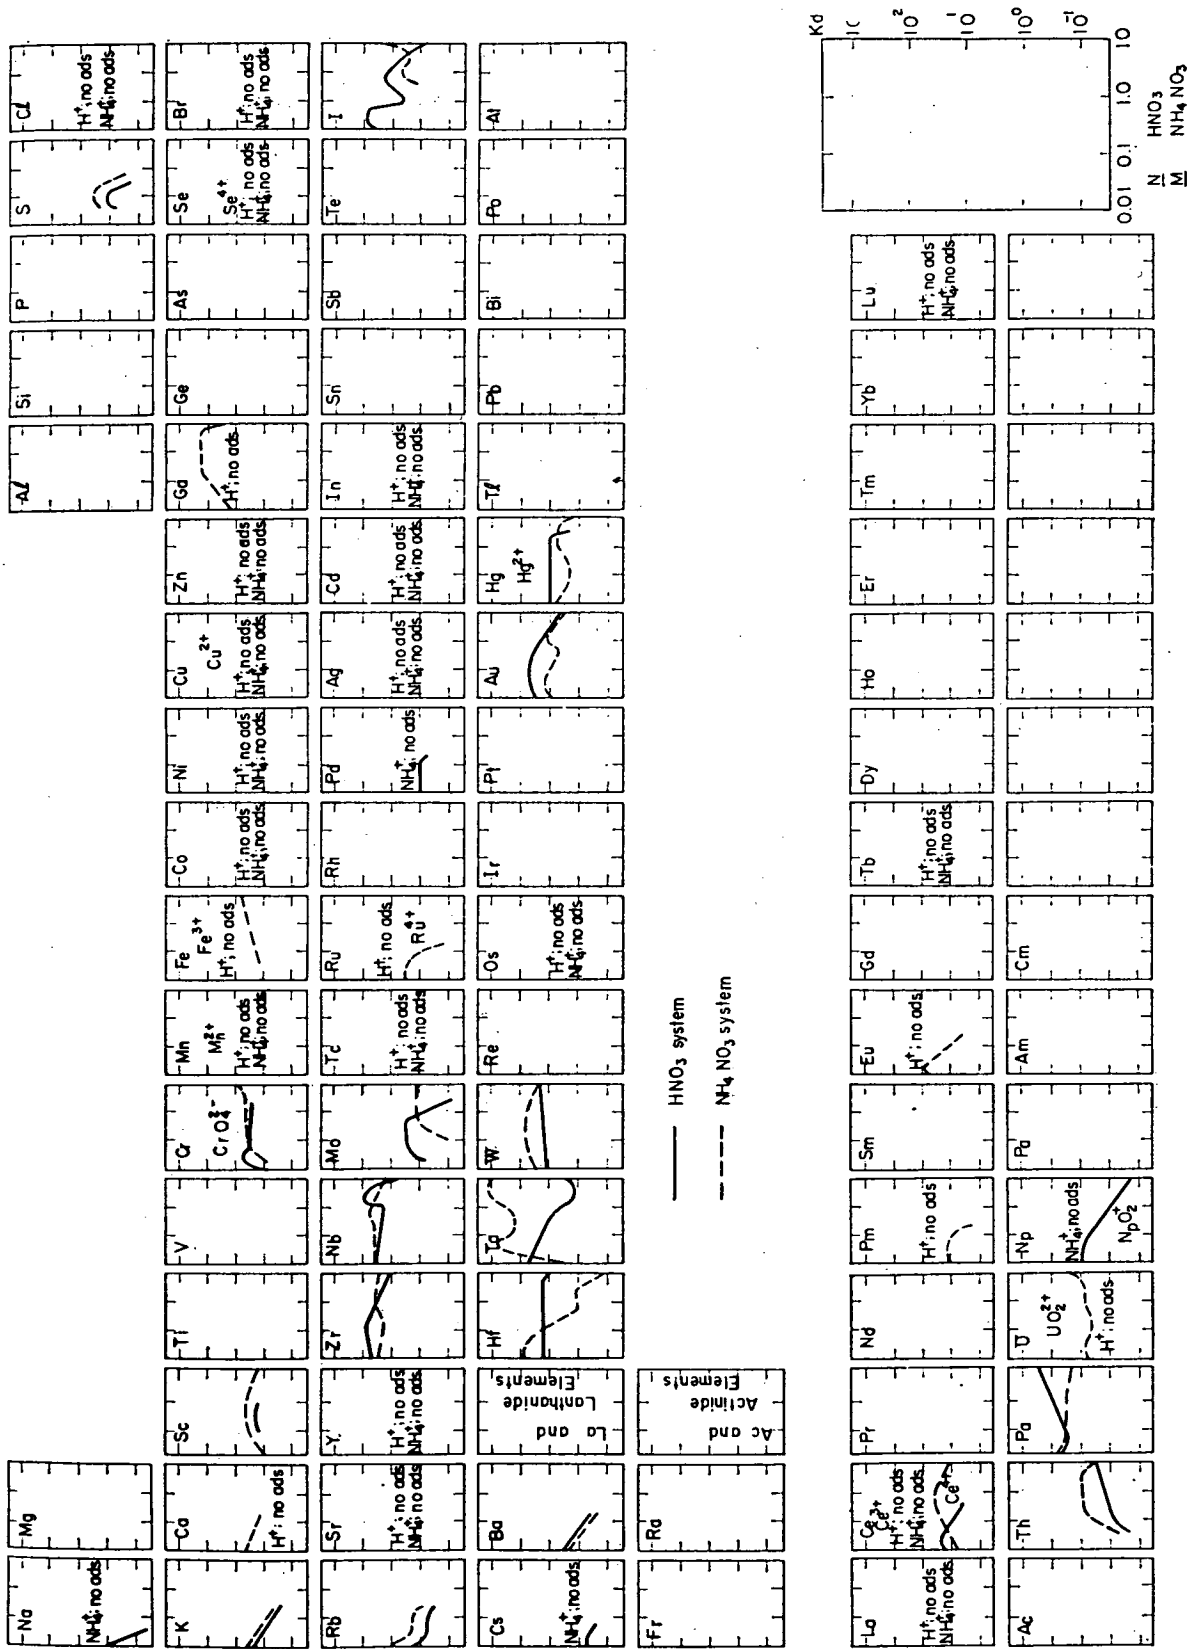 Na
NH₄⁺; no ads
Mg
Al
Si
P
S
Cl
H⁺; no ads
NH₄⁺; no ads
K
Ca
H⁺; no ads
Sc
Ti
V
Cr
CrO₄²⁻
Mn
Mn²⁺
H⁺; no ads
NH₄⁺; no ads
Fe
Fe³⁺
H⁺; no ads
Co
H⁺; no ads
NH₄⁺; no ads
Ni
H⁺; no ads
NH₄⁺; no ads
Cu
Cu²⁺
H⁺; no ads
NH₄⁺; no ads
Zn
H⁺; no ads
NH₄⁺; no ads
Ga
H⁺; no ads
Ge
As
Se
Se⁴⁺
H⁺; no ads
NH₄⁺; no ads
Br
H⁺; no ads
NH₄⁺; no ads
Rb
Sr
H⁺; no ads
NH₄⁺; no ads
Y
H⁺; no ads
NH₄⁺; no ads
Zr
Nb
Mo
Tc
H⁺; no ads
NH₄⁺; no ads
Ru
H⁺; no ads
Ru⁴⁺
Rh
Pd
NH₄⁺; no ads
Ag
H⁺; no ads
NH₄⁺; no ads
Cd
H⁺; no ads
NH₄⁺; no ads
In
H⁺; no ads
NH₄⁺; no ads
Sn
Sb
Te
I
Cs
NH₄⁺; no ads
Ba
La and
Lanthanide
Elements
Hf
Ta
W
Re
Os
H⁺; no ads
NH₄⁺; no ads
Ir
Pt
Au
Hg
Hg²⁺
Tl
Pb
Bi
Po
At
Fr
Ra
Ac and
Actinide
Elements
HNO₃ system
NH₄NO₃ system
La
H⁺; no ads
NH₄⁺; no ads
Ce
Ce³⁺
H⁺; no ads
NH₄⁺; no ads
Ce⁴⁺
Pr
Nd
Pm
H⁺; no ads
Sm
Eu
H⁺; no ads
Gd
Tb
H⁺; no ads
NH₄⁺; no ads
Dy
Ho
Er
Tm
Yb
Lu
H⁺; no ads
NH₄⁺; no ads
Ac
Th
Pa
U
UO₂²⁺
H⁺; no ads
Np
NH₄⁺; no ads
NpO₂⁺
Pa
Am
Cm
Kd
10²
10¹
10⁰
10⁻¹
0.01 0.1 1.0 10
N HNO₃
M NH₄NO₃